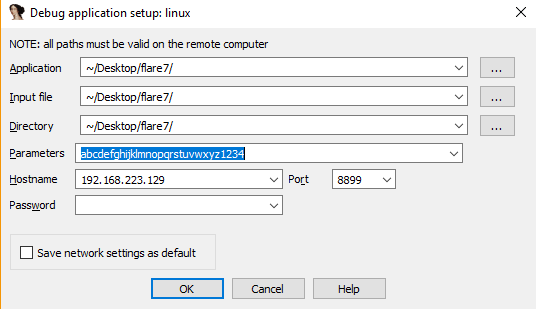 Debug application setup: linux
NOTE: all paths must be valid on the remote computer
Application ~/Desktop/flare7/ ...
Input file ~/Desktop/flare7/ ...
Directory ~/Desktop/flare7/ ...
Parameters abcdefghijklmnopqrstuvwxyz1234
Hostname 192.168.223.129 Port 8899
Password
Save network settings as default
OK Cancel Help